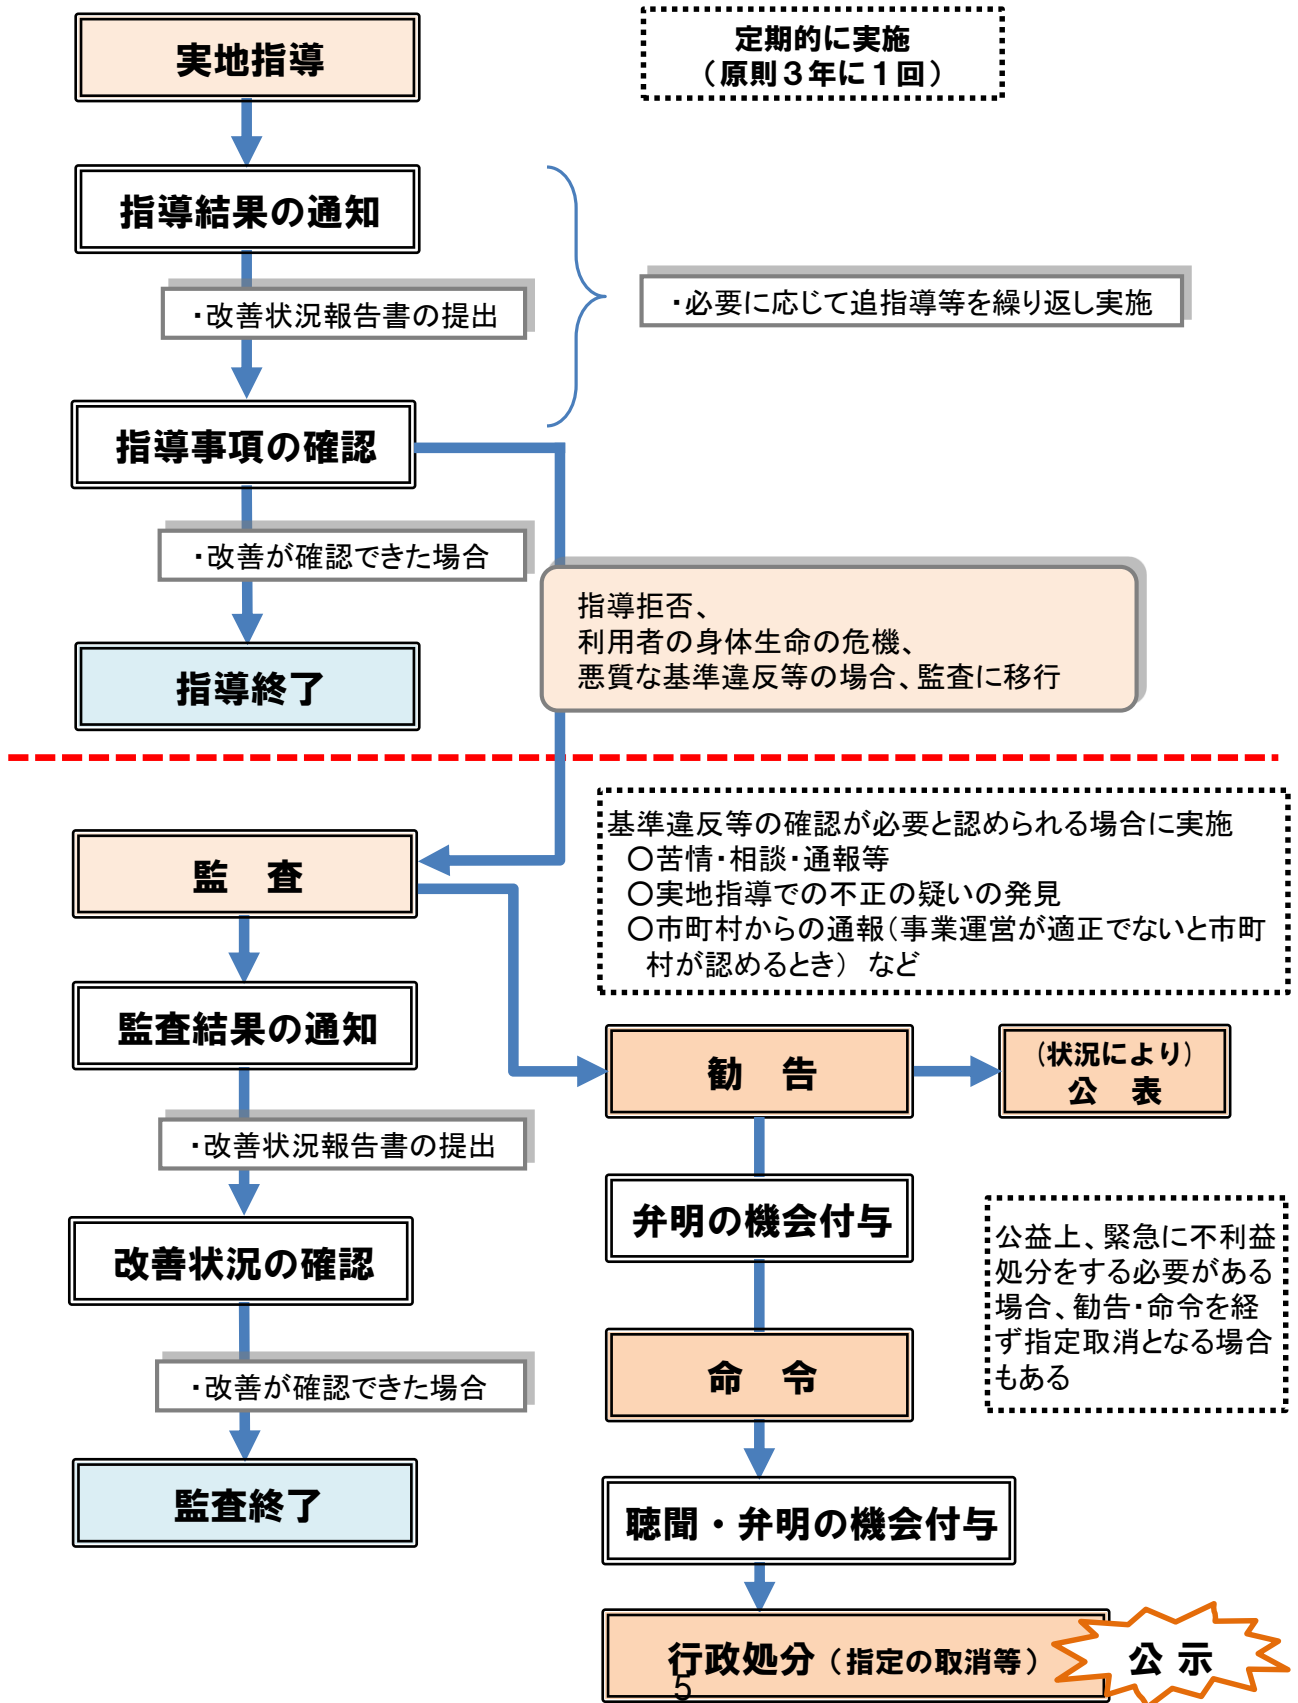 実地指導
定期的に実施
（原則３年に１回）
指導結果の通知
・改善状況報告書の提出
・必要に応じて追指導等を繰り返し実施
指導事項の確認
・改善が確認できた場合
指導拒否、
利用者の身体生命の危機、
悪質な基準違反等の場合、監査に移行
指導終了
基準違反等の確認が必要と認められる場合に実施
○苦情・相談・通報等
○実地指導での不正の疑いの発見
○市町村からの通報（事業運営が適正でないと市町
村が認めるとき） など
監　査
監査結果の通知
・改善状況報告書の提出
改善状況の確認
・改善が確認できた場合
監査終了
勧　告
（状況により）
公　表
弁明の機会付与
公益上、緊急に不利益
処分をする必要がある
場合、勧告・命令を経
ず指定取消となる場合
もある
命　令
聴聞・弁明の機会付与
行政処分（指定の取消等）
公 示
5